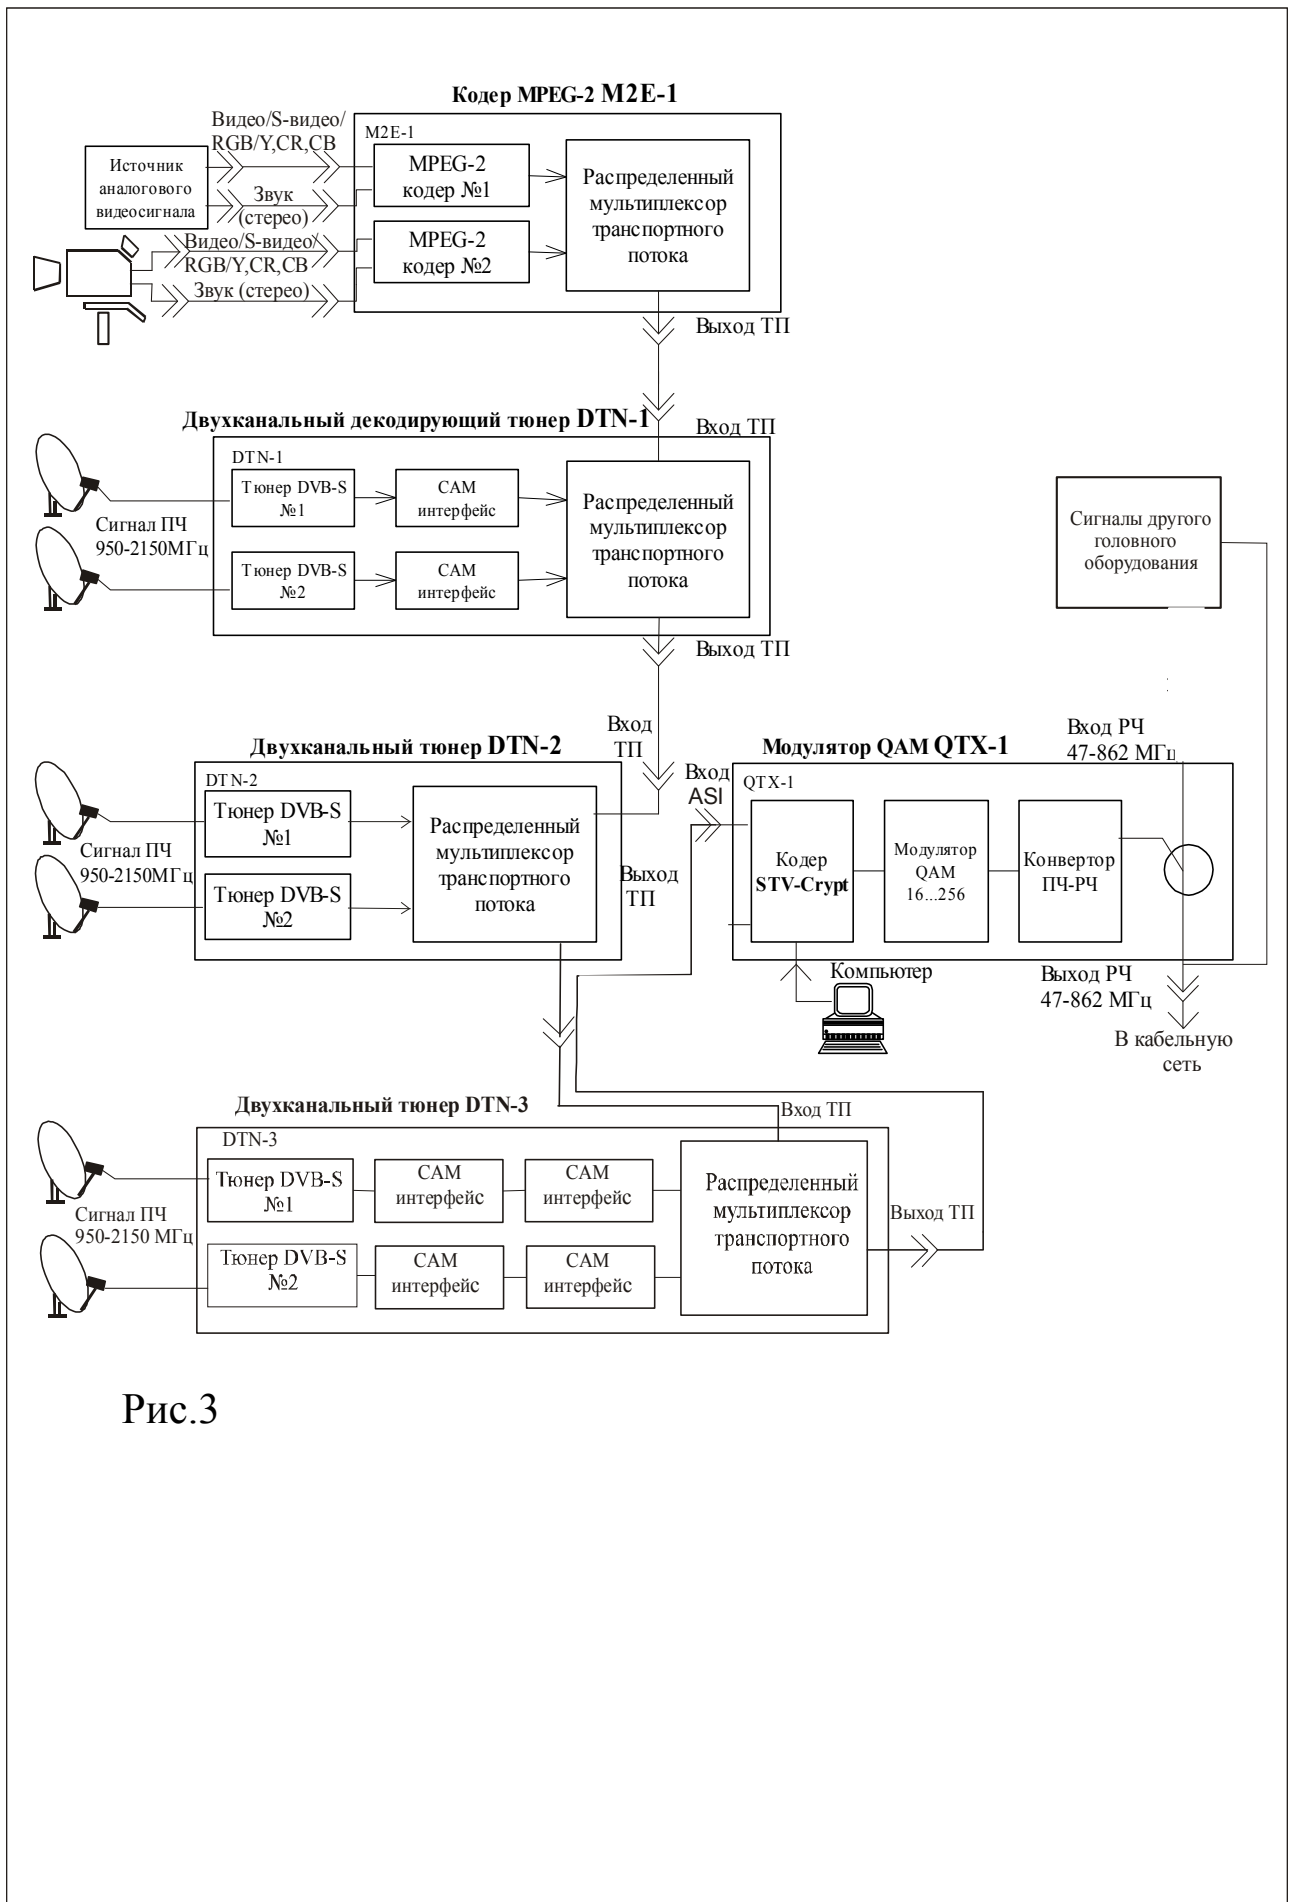 Кодер MPEG-2 M2E-1
Видео/S-видео/
RGB/Y,CR,CB
M2E-1
Источник
аналогового
видеосигнала
MPEG-2
кодер №1
Распределенный
мультиплексор
транспортного
потока
Звук
(стерео)
Видео/S-видео/
RGB/Y,CR,CB
MPEG-2
кодер №2
Звук (стерео)
Выход ТП
Двухканальный декодирующий тюнер DTN-1
Вход ТП
DTN-1
Тюнер DVB-S
№1
CAM
интерфейс
Распределенный
мультиплексор
транспортного
потока
Сигнал ПЧ
950-2150МГц
Тюнер DVB-S
№2
CAM
интерфейс
Сигналы другого
головного
оборудования
Выход ТП
Вход
ТП
Двухканальный тюнер DTN-2
Модулятор QAM QTX-1
Вход РЧ
47-862 МГц
DTN-2
Вход
ASI
QTX-1
Тюнер DVB-S
№1
Распределенный
мультиплексор
транспортного
потока
Сигнал ПЧ
950-2150МГц
Тюнер DVB-S
№2
Выход
ТП
Кодер
STV-Crypt
Модулятор
QAM
16...256
Конвертор
ПЧ-РЧ
Компьютер
Выход РЧ
47-862 МГц
В кабельную
сеть
Двухканальный тюнер DTN-3
Вход ТП
DTN-3
Тюнер DVB-S
№1
CAM
интерфейс
CAM
интерфейс
Распределенный
мультиплексор
транспортного
потока
Сигнал ПЧ
950-2150 МГц
Выход ТП
Тюнер DVB-S
№2
CAM
интерфейс
CAM
интерфейс
Рис.3